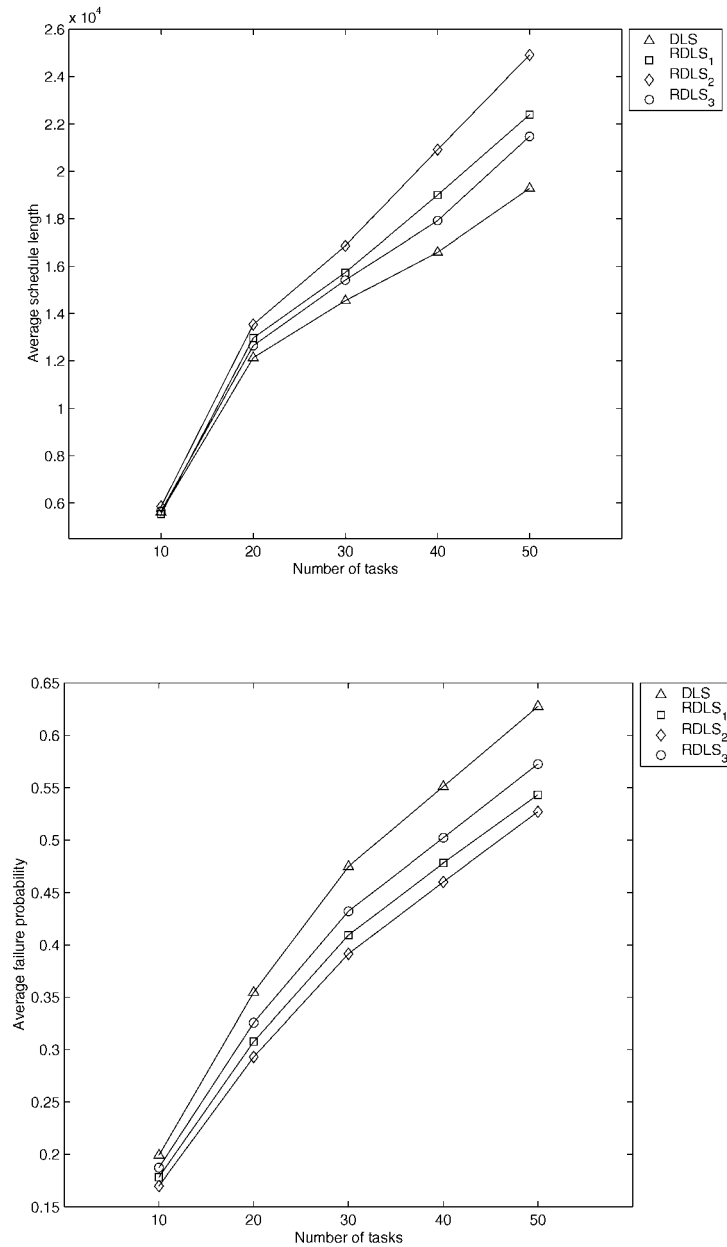 x 10⁴
2.6
2.4
2.2
2
1.8
1.6
1.4
1.2
1
0.8
0.6
Average schedule length
10 20 30 40 50
Number of tasks
DLS
RDLS₁
RDLS₂
RDLS₃
0.65
0.6
0.55
0.5
0.45
0.4
0.35
0.3
0.25
0.2
0.15
Average failure probability
10 20 30 40 50
Number of tasks
DLS
RDLS₁
RDLS₂
RDLS₃